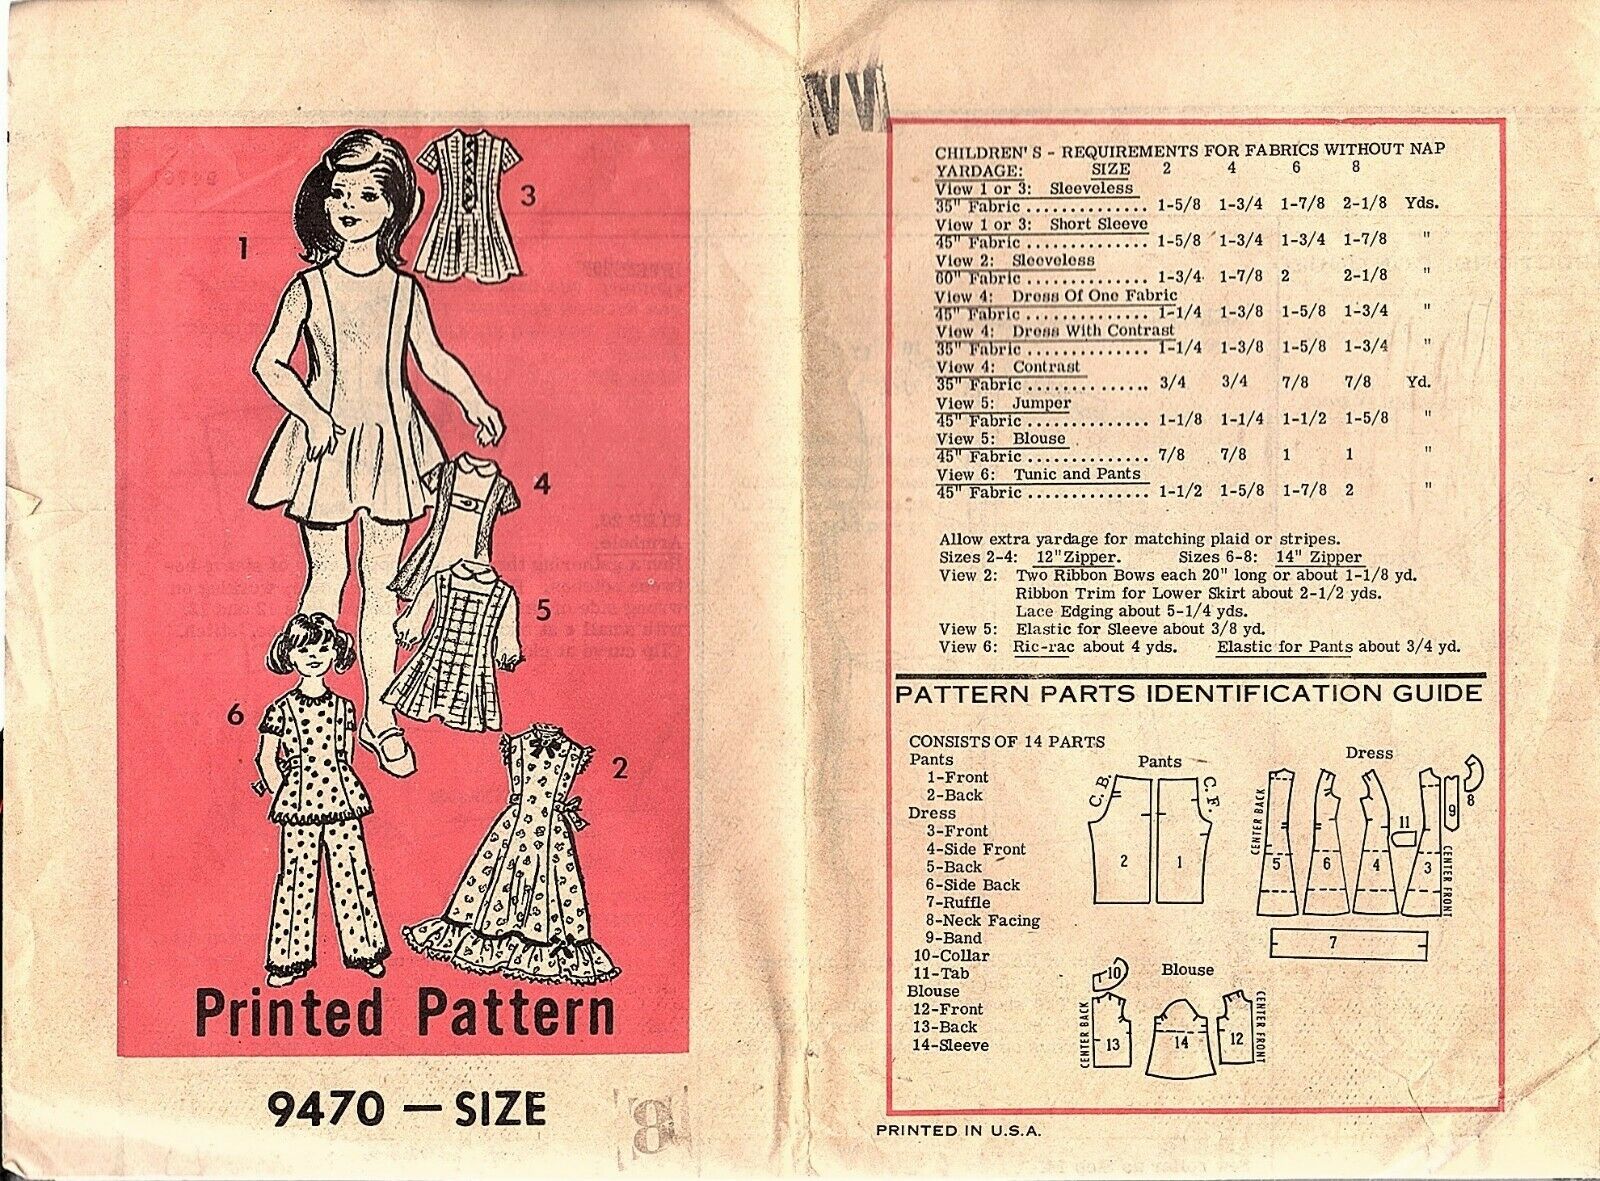 1
3
4
5
6
2
Printed Pattern
9470 — SIZE 8
CHILDREN'S - REQUIREMENTS FOR FABRICS WITHOUT NAP
YARDAGE: SIZE 2 4 6 8
View 1 or 3: Sleeveless
35" Fabric .............. 1-5/8 1-3/4 1-7/8 2-1/8 Yds.
View 1 or 3: Short Sleeve
45" Fabric .............. 1-5/8 1-3/4 1-3/4 1-7/8 "
View 2: Sleeveless
60" Fabric .............. 1-3/4 1-7/8 2 2-1/8 "
View 4: Dress Of One Fabric
45" Fabric .............. 1-1/4 1-3/8 1-5/8 1-3/4 "
View 4: Dress With Contrast
35" Fabric .............. 1-1/4 1-3/8 1-5/8 1-3/4 "
View 4: Contrast
35" Fabric .............. 3/4 3/4 7/8 7/8 Yd.
View 5: Jumper
45" Fabric .............. 1-1/8 1-1/4 1-1/2 1-5/8 "
View 5: Blouse
45" Fabric .............. 7/8 7/8 1 1 "
View 6: Tunic and Pants
45" Fabric .............. 1-1/2 1-5/8 1-7/8 2 "
Allow extra yardage for matching plaid or stripes.
Sizes 2-4: 12" Zipper. Sizes 6-8: 14" Zipper
View 2: Two Ribbon Bows each 20" long or about 1-1/8 yd.
Ribbon Trim for Lower Skirt about 2-1/2 yds.
Lace Edging about 5-1/4 yds.
View 5: Elastic for Sleeve about 3/8 yd.
View 6: Ric-rac about 4 yds. Elastic for Pants about 3/4 yd.
PATTERN PARTS IDENTIFICATION GUIDE
CONSISTS OF 14 PARTS
Pants
1-Front
2-Back
Dress
3-Front
4-Side Front
5-Back
6-Side Back
7-Ruffle
8-Neck Facing
9-Band
10-Collar
11-Tab
Blouse
12-Front
13-Back
14-Sleeve
Pants
C. B.
C. F.
2
1
Dress
CENTER BACK
5
6
4
11
3
9
8
CENTER FRONT
7
Blouse
10
CENTER BACK
13
14
12
CENTER FRONT
PRINTED IN U.S.A.